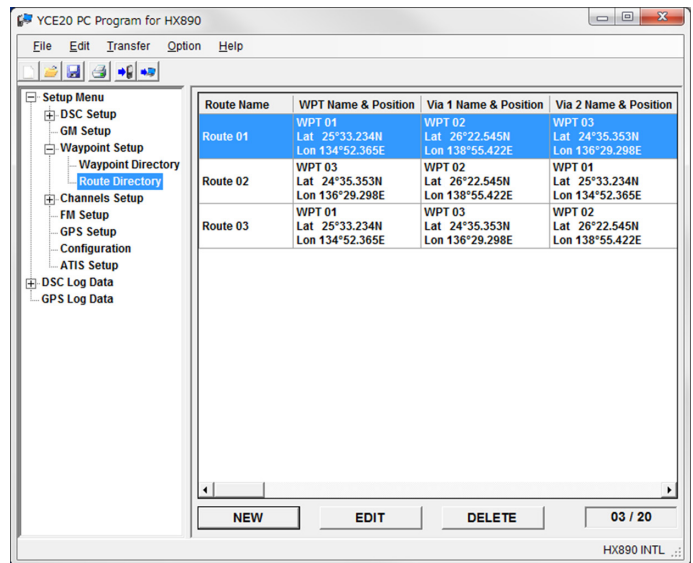 YCE20 PC Program for HX890
File Edit Transfer Option Help
Setup Menu
DSC Setup
GM Setup
Waypoint Setup
Waypoint Directory
Route Directory
Channels Setup
FM Setup
GPS Setup
Configuration
ATIS Setup
DSC Log Data
GPS Log Data
Route Name WPT Name & Position Via 1 Name & Position Via 2 Name & Position
WPT 01 WPT 02 WPT 03
Route 01 Lat 25°33.234N Lat 26°22.545N Lat 24°35.353N
Lon 134°52.365E Lon 138°55.422E Lon 136°29.298E
WPT 03 WPT 02 WPT 01
Route 02 Lat 24°35.353N Lat 26°22.545N Lat 25°33.234N
Lon 136°29.298E Lon 138°55.422E Lon 134°52.365E
WPT 01 WPT 03 WPT 02
Route 03 Lat 25°33.234N Lat 24°35.353N Lat 26°22.545N
Lon 134°52.365E Lon 136°29.298E Lon 138°55.422E
NEW EDIT DELETE 03 / 20
HX890 INTL